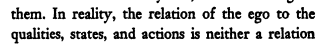 them. In reality, the relation of the ego to the
qualities, states, and actions is neither a relation